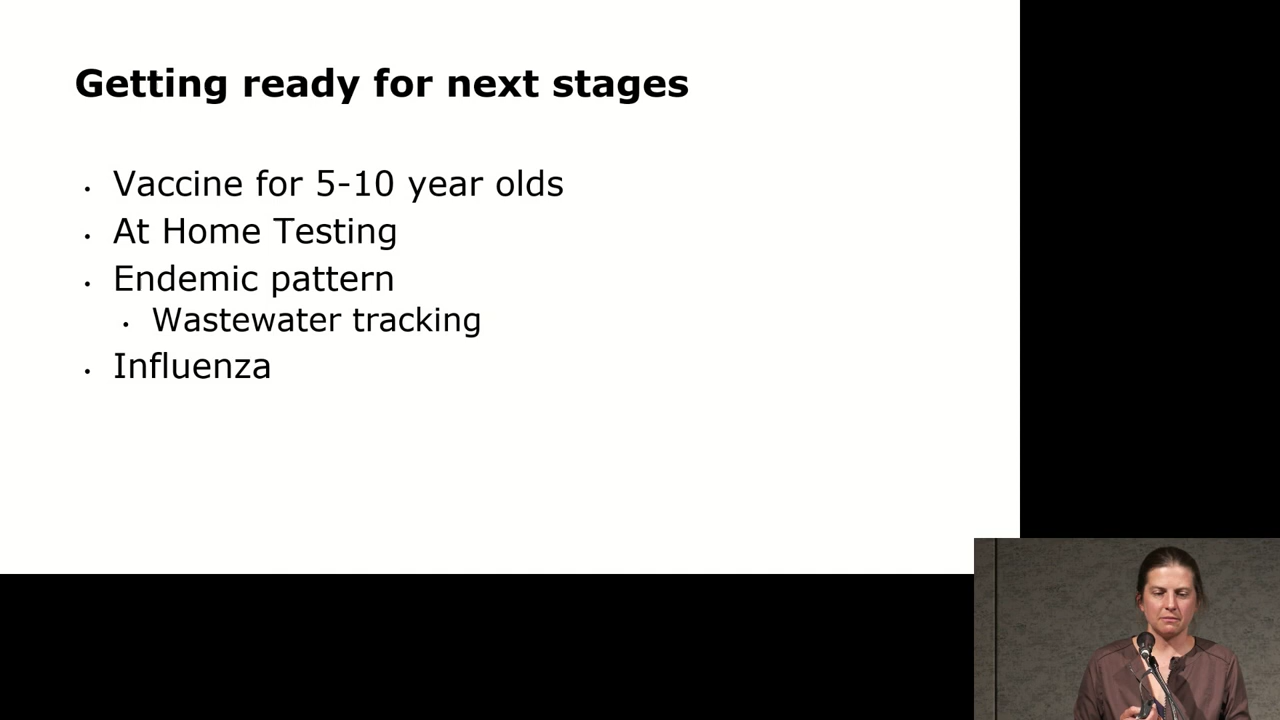 Getting ready for next stages
• Vaccine for 5-10 year olds
• At Home Testing
• Endemic pattern
• Wastewater tracking
• Influenza